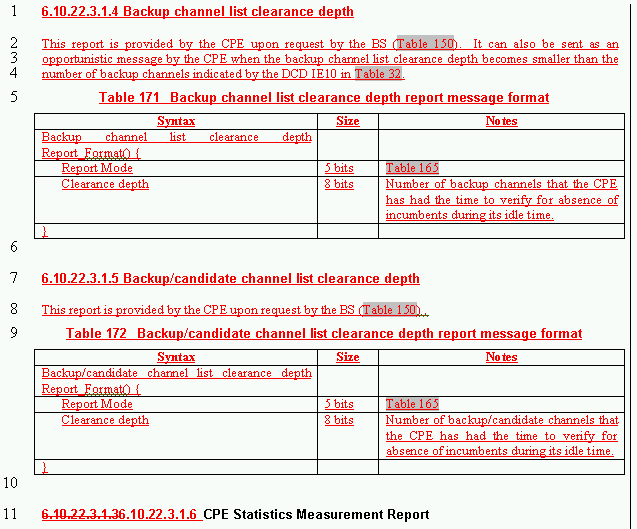 1 6.10.22.3.1.4 Backup channel list clearance depth
2 This report is provided by the CPE upon request by the BS (Table 150). It can also be sent as an
3 opportunistic message by the CPE when the backup channel list clearance depth becomes smaller than the
4 number of backup channels indicated by the DCD IE10 in Table 32.
5 Table 171 Backup channel list clearance depth report message format
Syntax Size Notes
Backup channel list clearance depth
Report_Format() {
Report Mode 5 bits Table 165
Clearance depth 8 bits Number of backup channels that the CPE
has had the time to verify for absence of
incumbents during its idle time.
}
6
7 6.10.22.3.1.5 Backup/candidate channel list clearance depth
8 This report is provided by the CPE upon request by the BS (Table 150)..
9 Table 172 Backup/candidate channel list clearance depth report message format
Syntax Size Notes
Backup/candidate channel list clearance depth
Report_Format() {
Report Mode 5 bits Table 165
Clearance depth 8 bits Number of backup/candidate channels that
the CPE has had the time to verify for
absence of incumbents during its idle time.
}
10
11 6.10.22.3.1.36.10.22.3.1.6 CPE Statistics Measurement Report